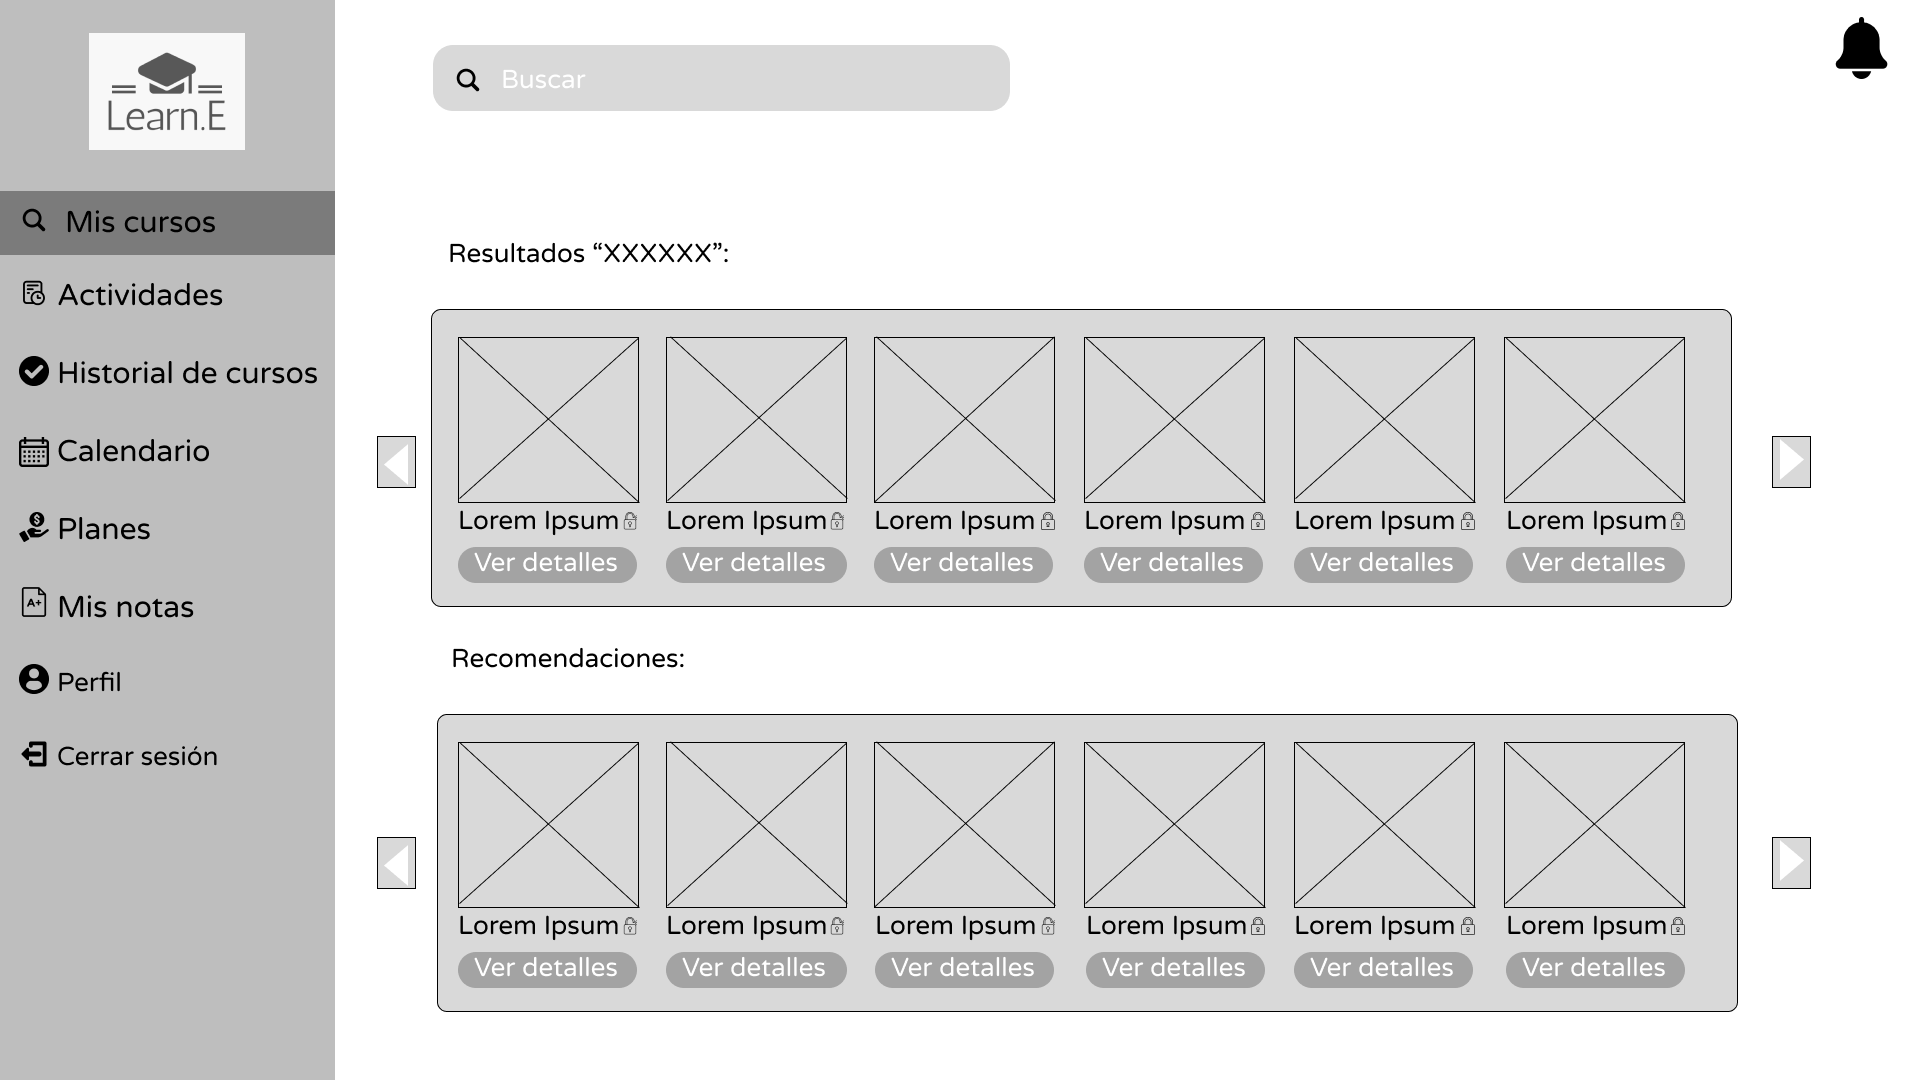 Learn.E
Mis cursos
Actividades
Historial de cursos
Calendario
Planes
A+
Mis notas
Perfil
Cerrar sesión
Buscar
Resultados “XXXXXX”:
Lorem Ipsum Lorem Ipsum Lorem Ipsum Lorem Ipsum Lorem Ipsum Lorem Ipsum
Ver detalles Ver detalles Ver detalles Ver detalles Ver detalles Ver detalles
Recomendaciones:
Lorem Ipsum Lorem Ipsum Lorem Ipsum Lorem Ipsum Lorem Ipsum Lorem Ipsum
Ver detalles Ver detalles Ver detalles Ver detalles Ver detalles Ver detalles